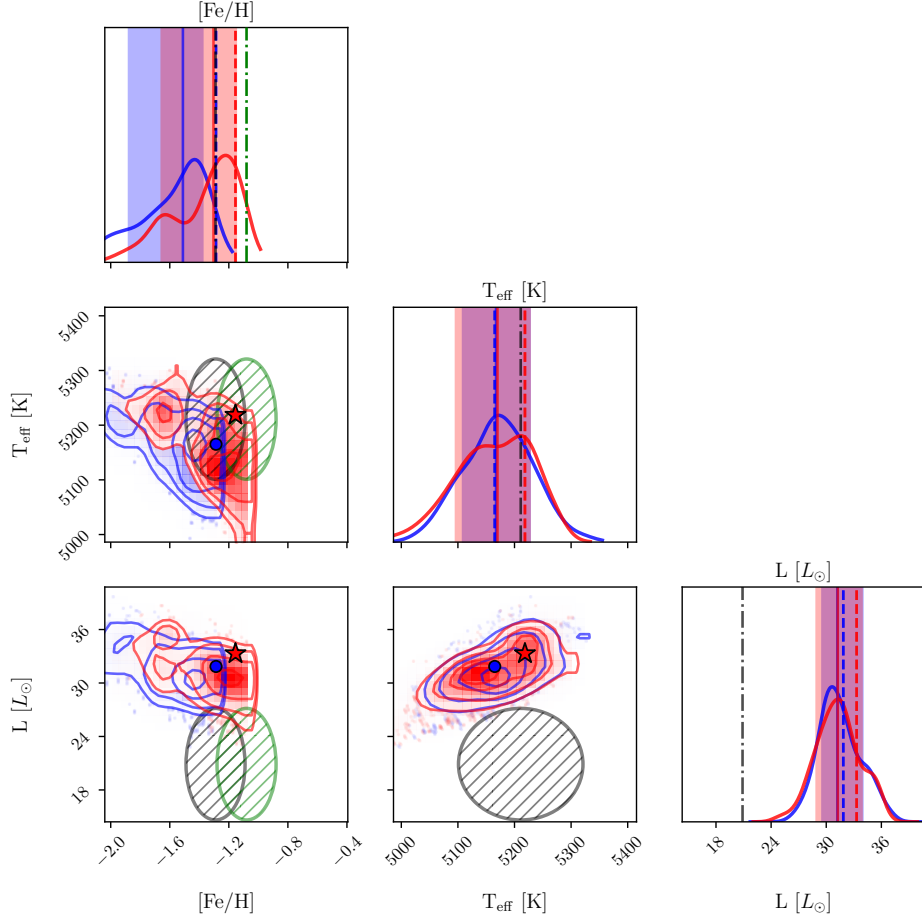 [Fe/H]
5400
5300
5200
5100
5000
T_eff [K]
T_eff [K]
36
30
24
18
L [L_⊙]
L [L_⊙]
−2.0 −1.6 −1.2 −0.8 −0.4
5000 5100 5200 5300 5400
18 24 30 36
[Fe/H] T_eff [K] L [L_⊙]